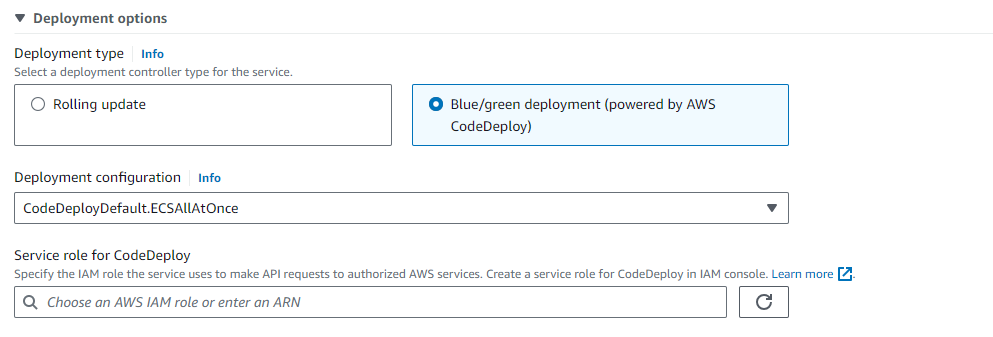 Deployment options
Deployment type Info
Select a deployment controller type for the service.
Rolling update
Blue/green deployment (powered by AWS
CodeDeploy)
Deployment configuration Info
CodeDeployDefault.ECSAllAtOnce
Service role for CodeDeploy
Specify the IAM role the service uses to make API requests to authorized AWS services. Create a service role for CodeDeploy in IAM console. Learn more.
Choose an AWS IAM role or enter an ARN